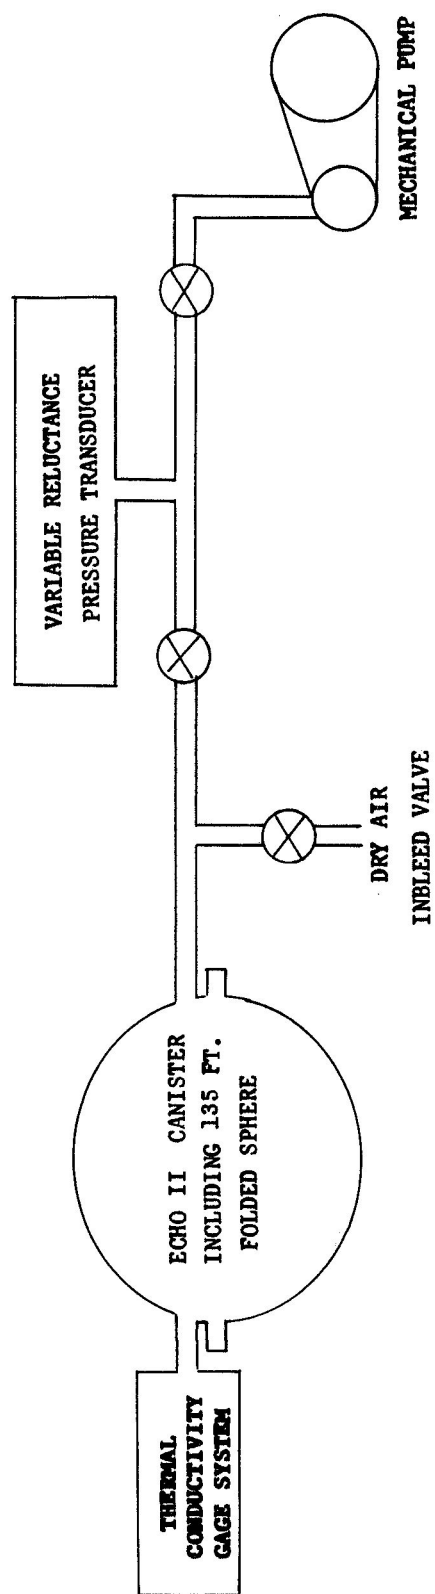 THERMAL
CONDUCTIVITY
GAGE SYSTEM
ECHO II CANISTER
INCLUDING 135 FT.
FOLDED SPHERE
DRY AIR
INBLEED VALVE
VARIABLE RELUCTANCE
PRESSURE TRANSDUCER
MECHANICAL PUMP